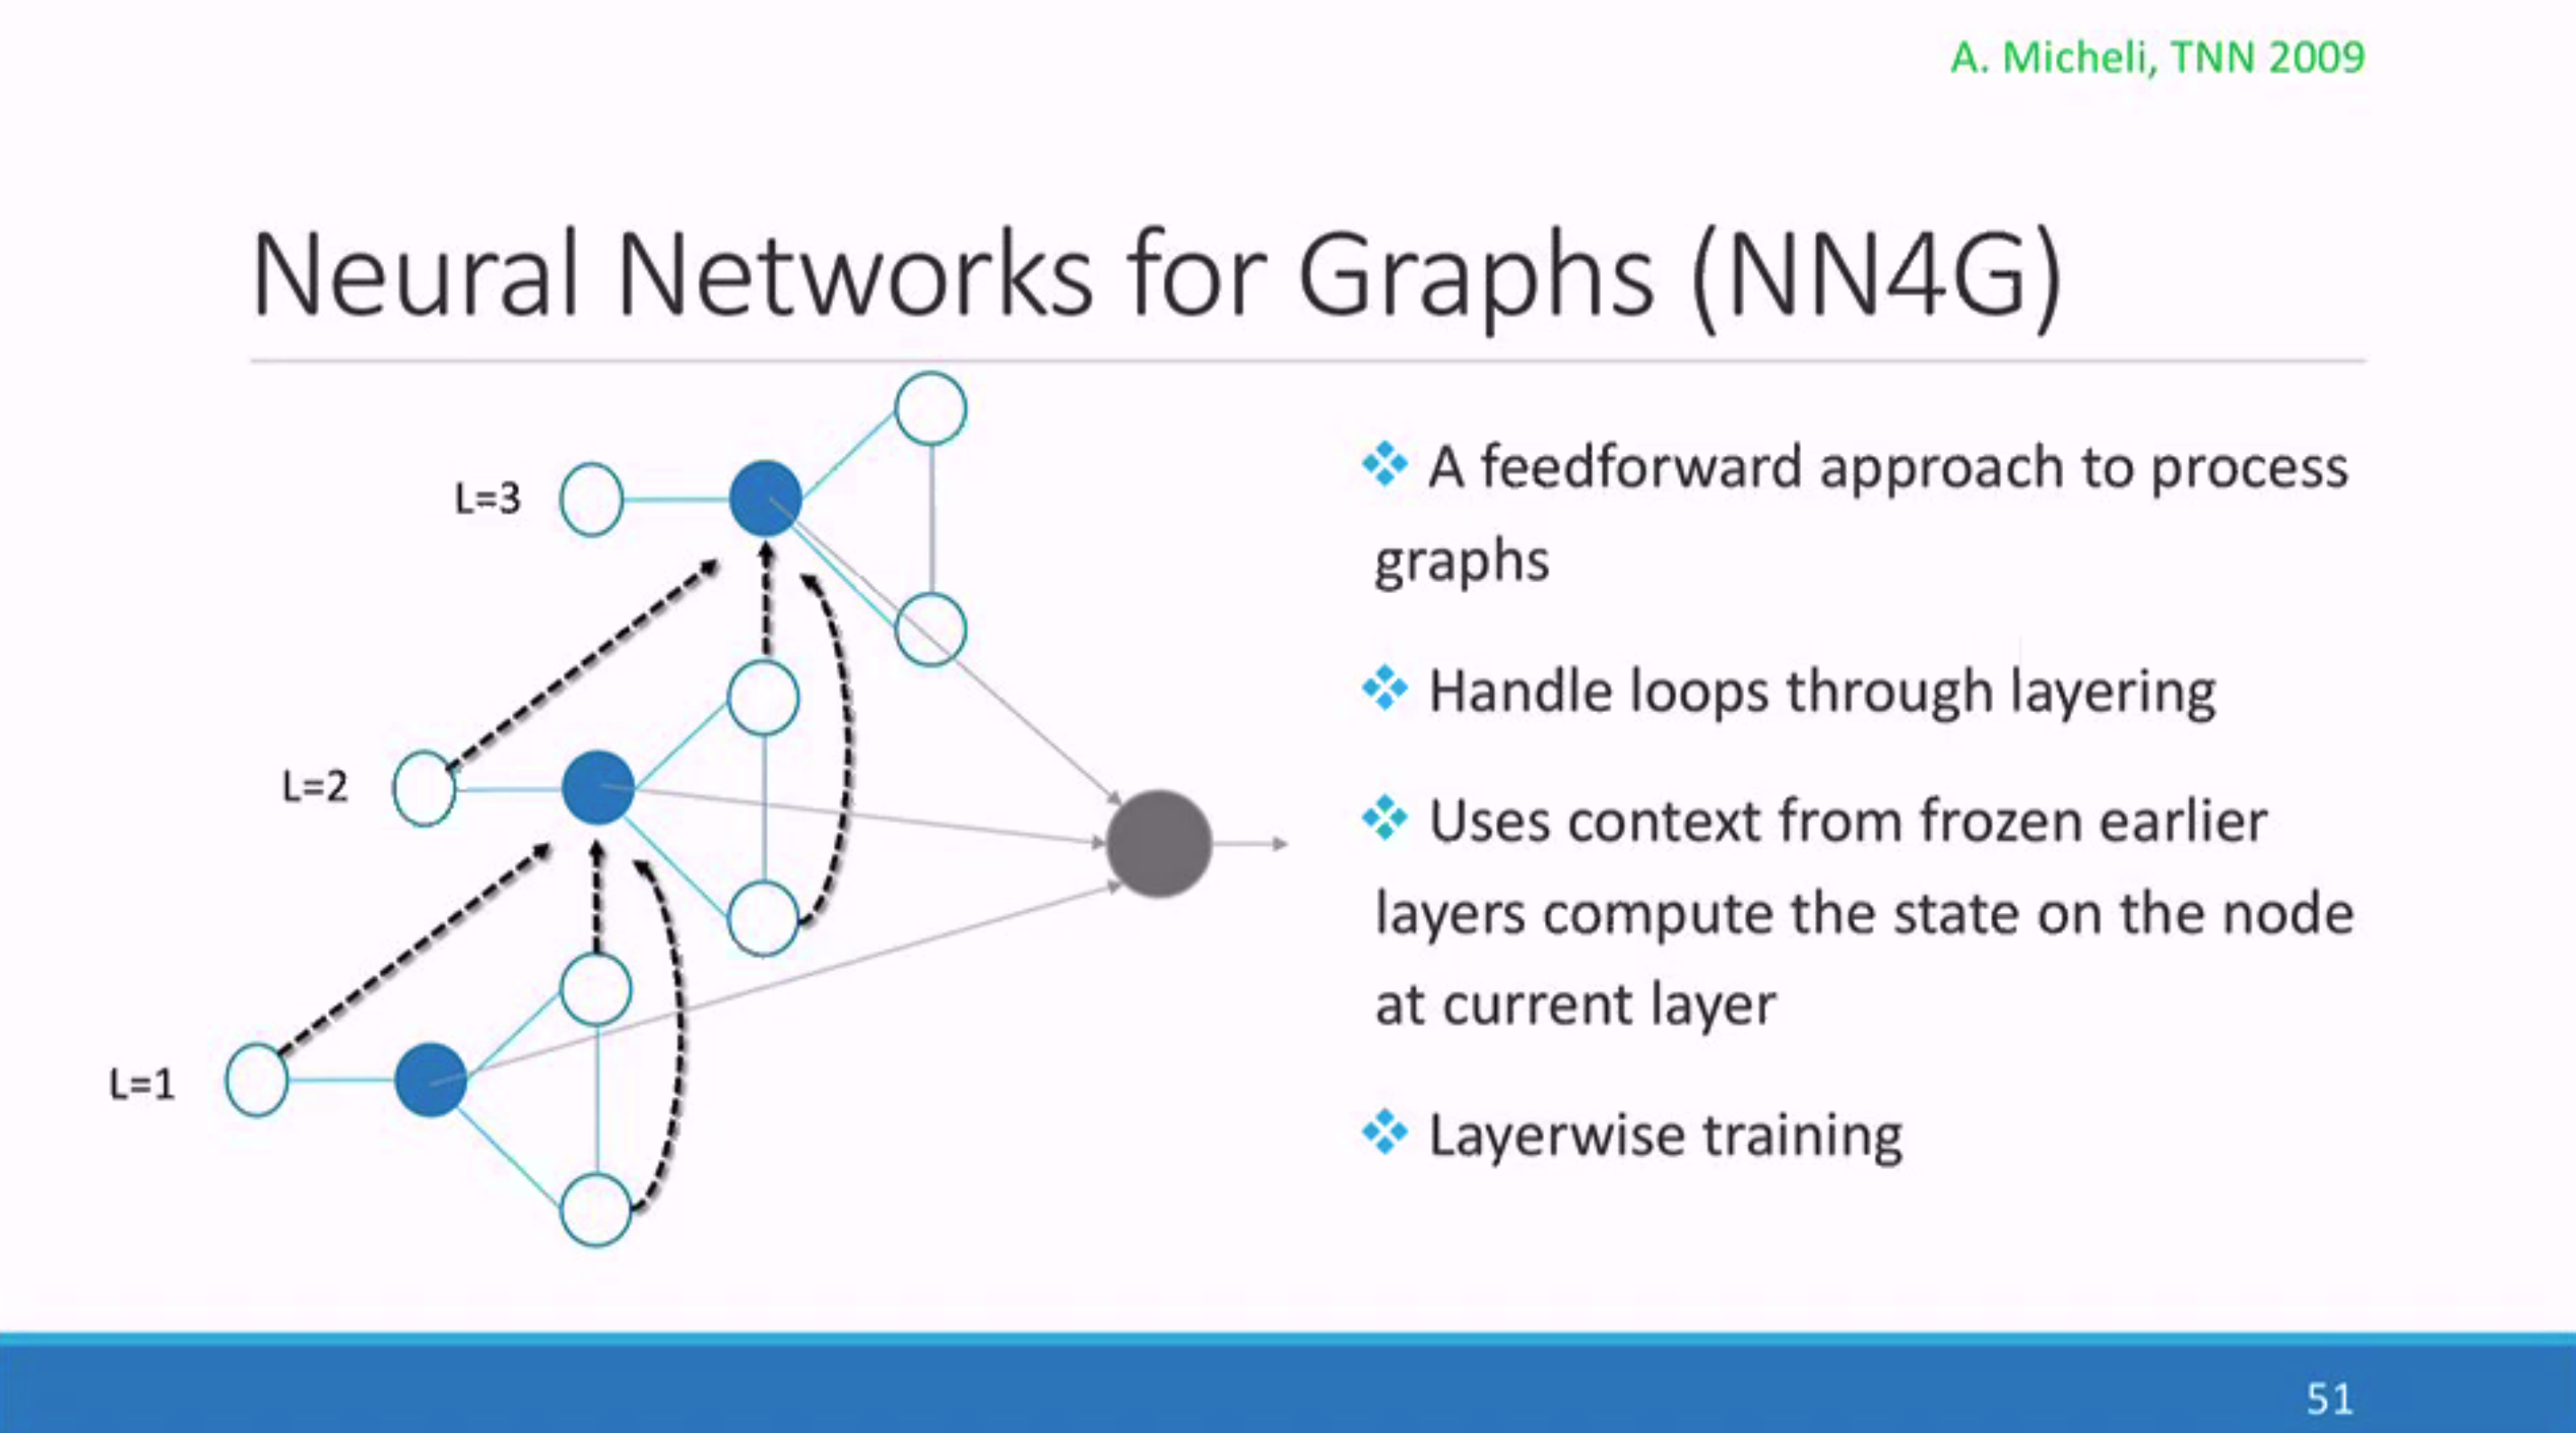 A. Micheli, TNN 2009
Neural Networks for Graphs (NN4G)
L=3
L=2
L=1
A feedforward approach to process
graphs
Handle loops through layering
Uses context from frozen earlier
layers compute the state on the node
at current layer
Layerwise training
51